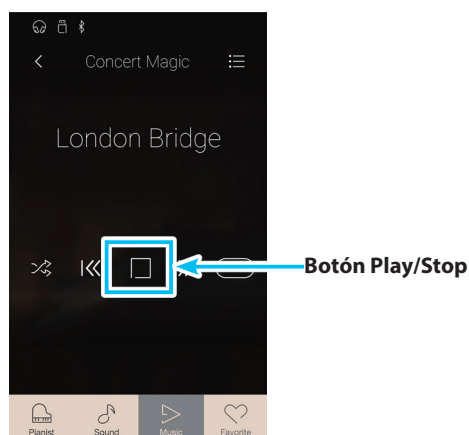 Concert Magic
London Bridge
Botón Play/Stop
Pianist
Sound
Music
Favorite